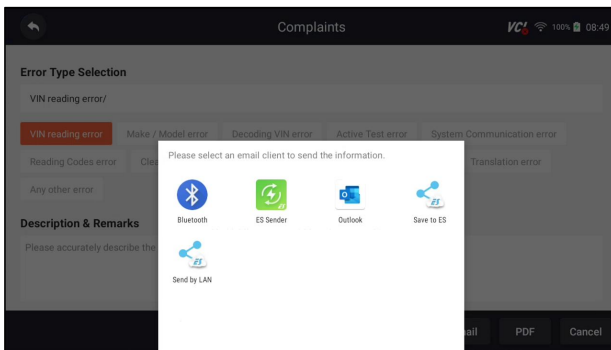 Complaints
VCI 100% 08:49
Error Type Selection
VIN reading error/
VIN reading error Make / Model error Decoding VIN error Active Test error System Communication error
Reading Codes error Clea Translation error
Any other error
Please select an email client to send the information.
Bluetooth ES Sender Outlook Save to ES
Send by LAN
Description & Remarks
Please accurately describe the
ail PDF Cancel